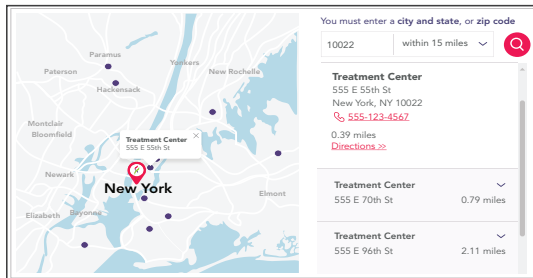 You must enter a city and state, or zip code
10022
within 15 miles
Treatment Center
555 E 55th St
New York, NY 10022
555-123-4567
0.39 miles
Directions >>
Treatment Center
555 E 70th St
0.79 miles
Treatment Center
555 E 96th St
2.11 miles
Paramus
Yonkers
Paterson
New Rochelle
Hackensack
Montclair
Bloomfield
Treatment Center
555 E 55th St
Newark
New York
Elmont
Elizabeth
Bayonne